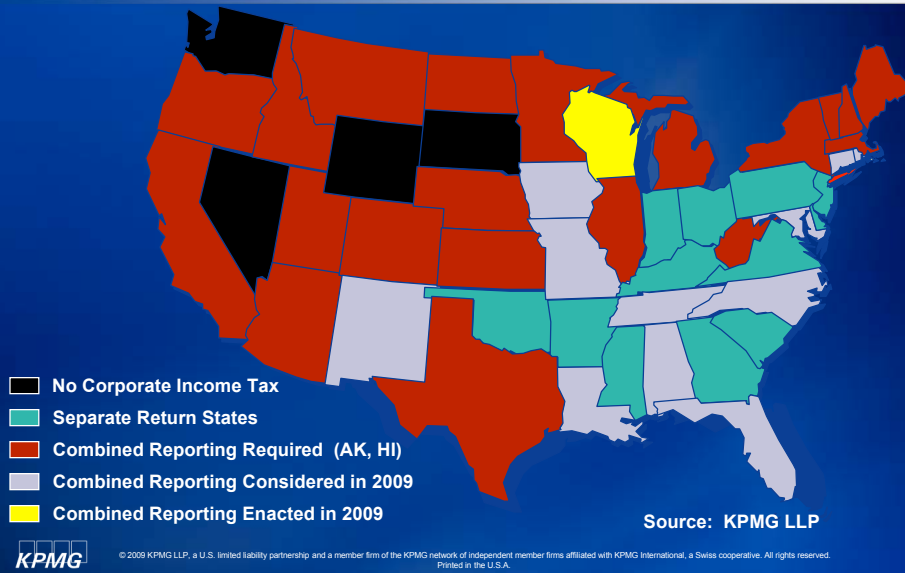 No Corporate Income Tax
Separate Return States
Combined Reporting Required (AK, HI)
Combined Reporting Considered in 2009
Combined Reporting Enacted in 2009
Source: KPMG LLP
KPMG
© 2009 KPMG LLP, a U.S. limited liability partnership and a member firm of the KPMG network of independent member firms affiliated with KPMG International, a Swiss cooperative. All rights reserved.
Printed in the U.S.A.